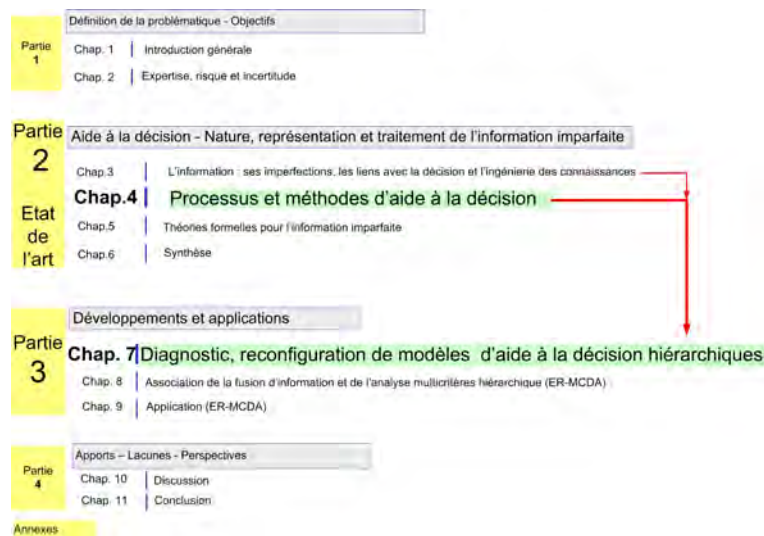 Définition de la problématique - Objectifs
Partie
1
Chap. 1 Introduction générale
Chap. 2 Expertise, risque et incertitude
Partie
2
Etat
de
l'art
Aide à la décision - Nature, représentation et traitement de l'information imparfaite
Chap.3 L'information : ses imperfections, les liens avec la décision et l'ingénierie des connaissances
Chap.4 Processus et méthodes d'aide à la décision
Chap.5 Théories formelles pour l'information imparfaite
Chap.6 Synthèse
Partie
3
Développements et applications
Chap. 7 Diagnostic, reconfiguration de modèles d'aide à la décision hiérarchiques
Chap. 8 Association de la fusion d'information et de l'analyse multicritères hiérarchique (ER-MCDA)
Chap. 9 Application (ER-MCDA)
Partie
4
Apports – Lacunes - Perspectives
Chap. 10 Discussion
Chap. 11 Conclusion
Annexes